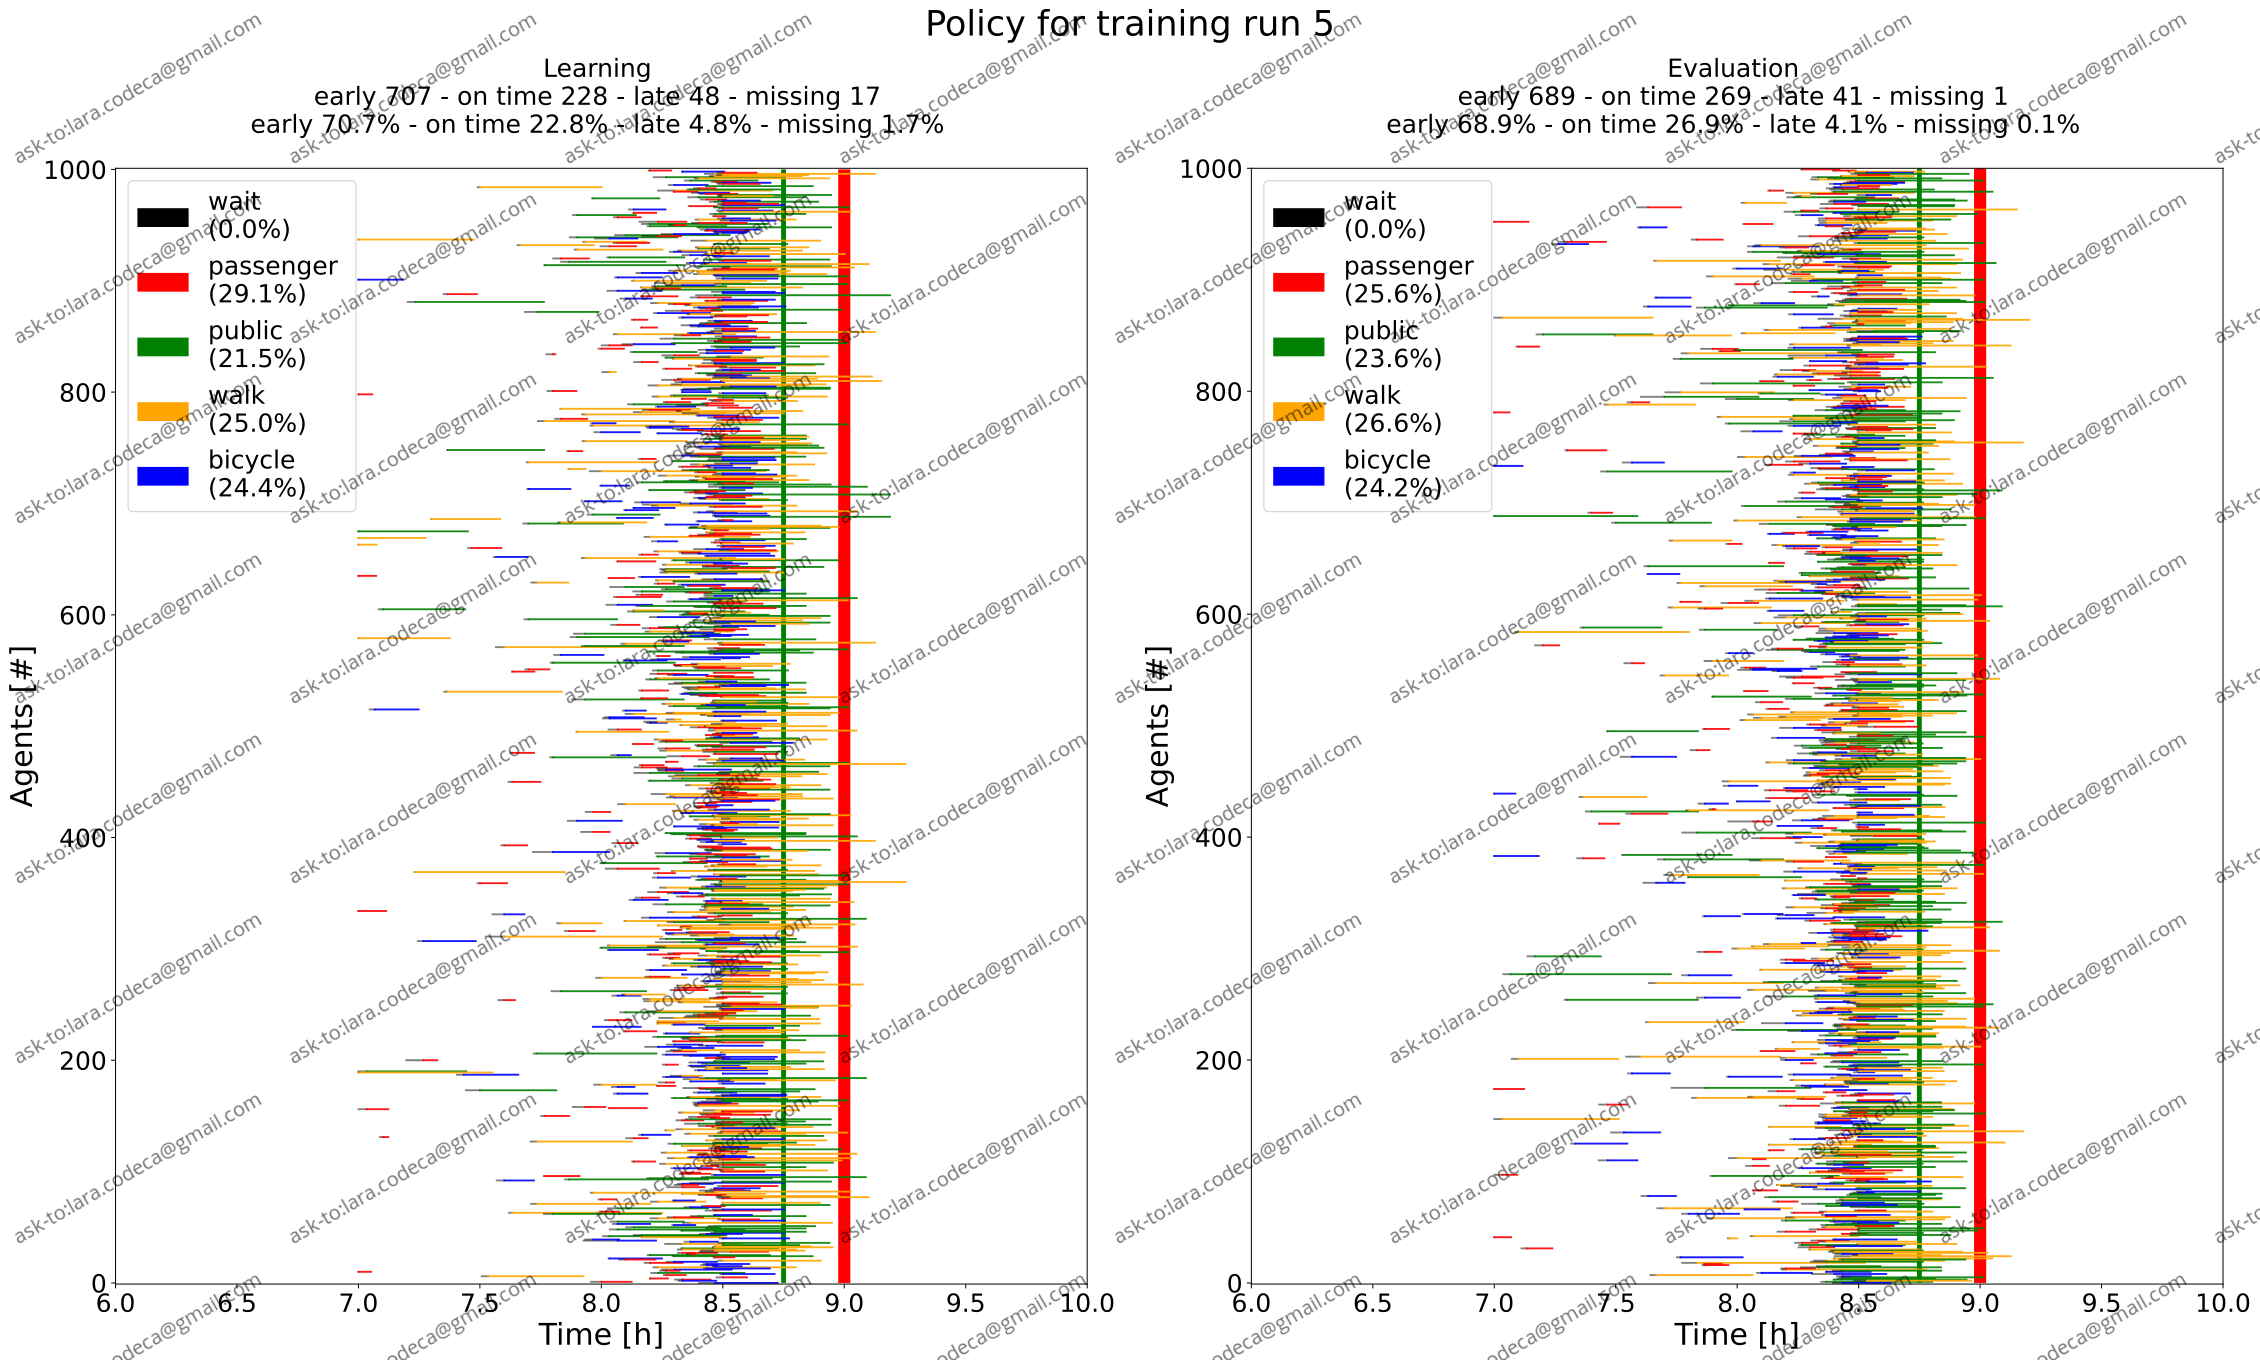 Policy for training run 5
Learning
early 707 - on time 228 - late 48 - missing 17
early 70.7% - on time 22.8% - late 4.8% - missing 1.7%
1000
800
600
400
200
0
Agents [#]
wait
(0.0%)
passenger
(29.1%)
public
(21.5%)
walk
(25.0%)
bicycle
(24.4%)
6.0 6.5 7.0 7.5 8.0 8.5 9.0 9.5 10.0
Time [h]
Evaluation
early 689 - on time 269 - late 41 - missing 1
early 68.9% - on time 26.9% - late 4.1% - missing 0.1%
1000
800
600
400
200
0
Agents [#]
wait
(0.0%)
passenger
(25.6%)
public
(23.6%)
walk
(26.6%)
bicycle
(24.2%)
6.0 6.5 7.0 7.5 8.0 8.5 9.0 9.5 10.0
Time [h]
ask-to:lara.codeca@gmail.com